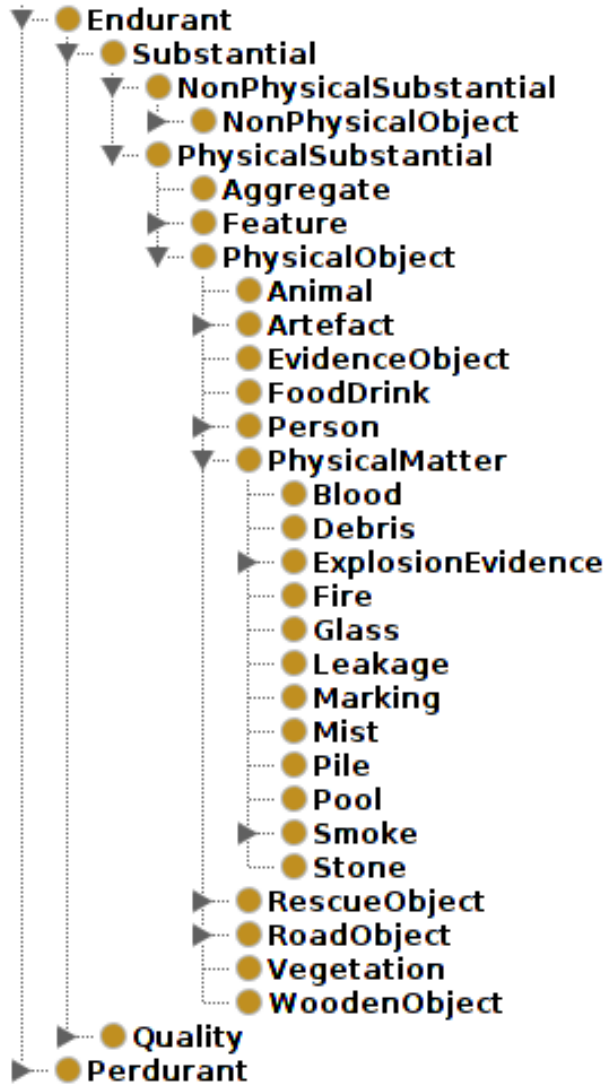 Endurant
Substantial
NonPhysicalSubstantial
NonPhysicalObject
PhysicalSubstantial
Aggregate
Feature
PhysicalObject
Animal
Artefact
EvidenceObject
FoodDrink
Person
PhysicalMatter
Blood
Debris
ExplosionEvidence
Fire
Glass
Leakage
Marking
Mist
Pile
Pool
Smoke
Stone
RescueObject
RoadObject
Vegetation
WoodenObject
Quality
Perdurant